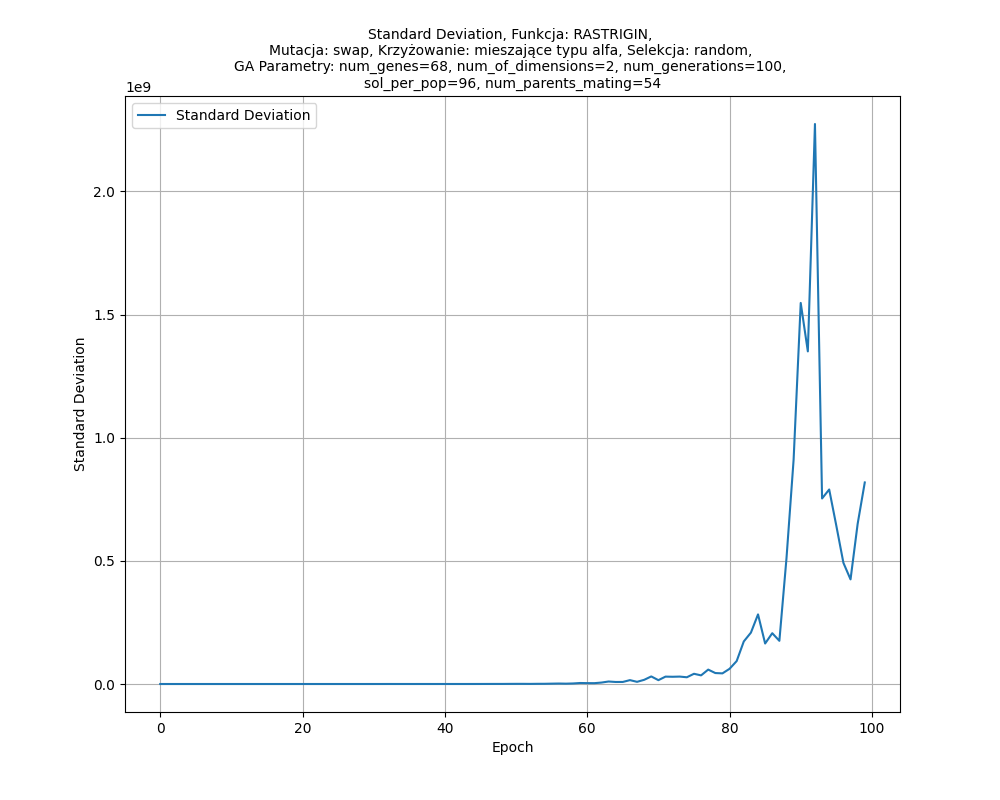 Standard Deviation, Funkcja: RASTRIGIN,
Mutacja: swap, Krzyżowanie: mieszające typu alfa, Selekcja: random,
GA Parametry: num_genes=68, num_of_dimensions=2, num_generations=100,
sol_per_pop=96, num_parents_mating=54
1e9
Standard Deviation
2.0
1.5
1.0
0.5
0.0
Standard Deviation
0 20 40 60 80 100
Epoch